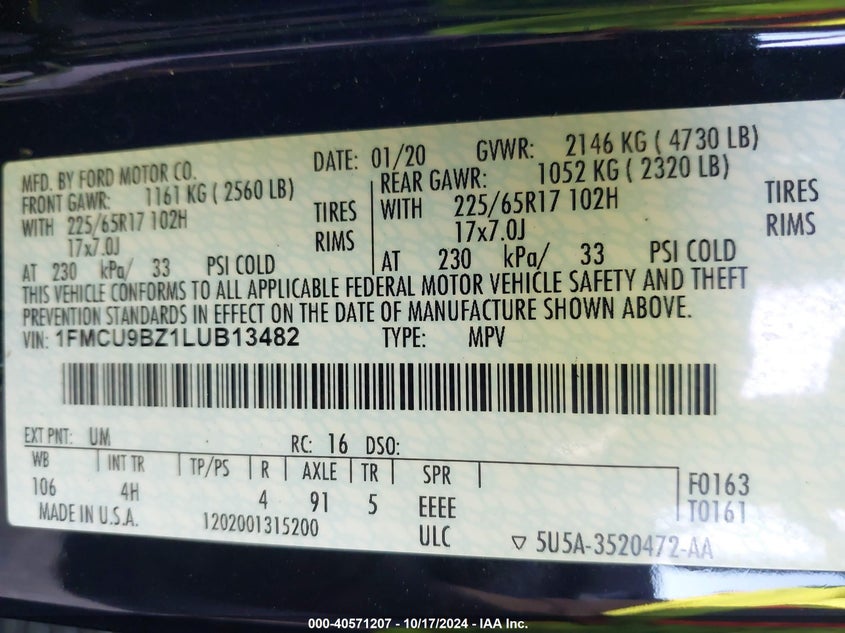 MFD. BY FORD MOTOR CO. DATE: 01/20 GVWR: 2146 KG ( 4730 LB)
FRONT GAWR: 1161 KG ( 2560 LB) REAR GAWR: 1052 KG ( 2320 LB)
WITH 225/65R17 102H TIRES WITH 225/65R17 102H TIRES
17x7.0J RIMS 17x7.0J RIMS
AT 230 kPa/ 33 PSI COLD AT 230 kPa/ 33 PSI COLD
THIS VEHICLE CONFORMS TO ALL APPLICABLE FEDERAL MOTOR VEHICLE SAFETY AND THEFT
PREVENTION STANDARDS IN EFFECT ON THE DATE OF MANUFACTURE SHOWN ABOVE.
VIN: 1FMCU9BZ1LUB13482 TYPE: MPV
EXT PNT: UM RC: 16 DSO:
WB INT TR TP/PS R AXLE TR SPR
106 4H 4 91 5 EEEE F0163
MADE IN U.S.A. 1202001315200 ULC T0161
▽ 5U5A-3520472-AA
000-40571207 - 10/17/2024 - IAA Inc.